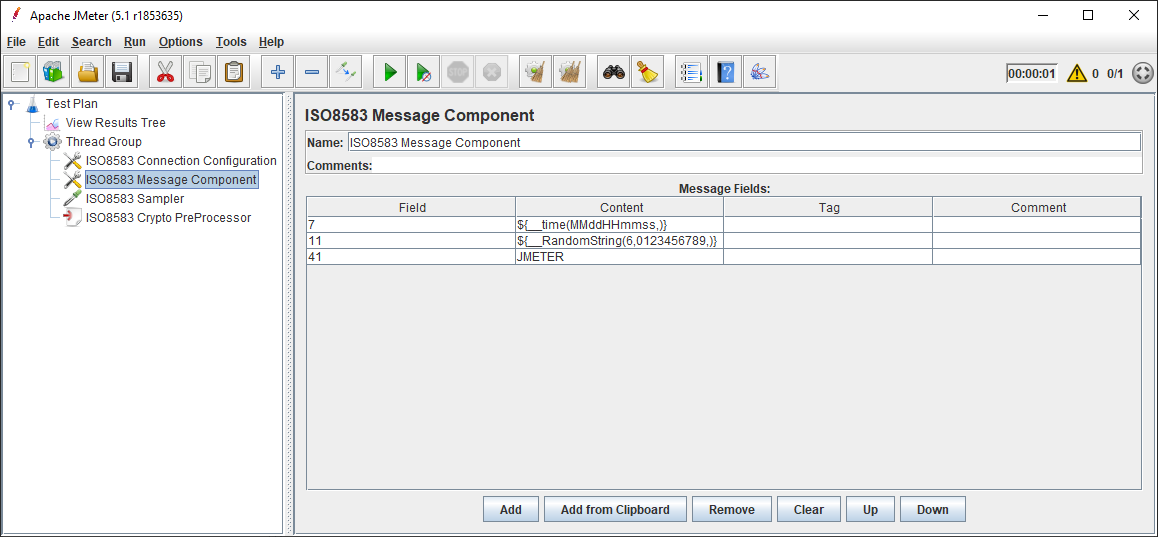 Apache JMeter (5.1 r1853635)
File Edit Search Run Options Tools Help
STOP 00:00:01 0 0/1
Test Plan
View Results Tree
Thread Group
ISO8583 Connection Configuration
ISO8583 Message Component
ISO8583 Sampler
ISO8583 Crypto PreProcessor
ISO8583 Message Component
Name: ISO8583 Message Component
Comments:
Message Fields:
Field Content Tag Comment
7 ${__time(MMddHHmmss,)}
11 ${__RandomString(6,0123456789,)}
41 JMETER
Add Add from Clipboard Remove Clear Up Down